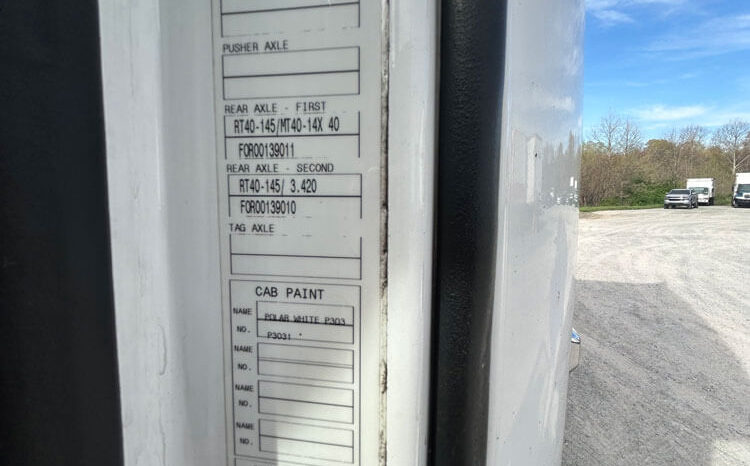 PUSHER AXLE
REAR AXLE - FIRST
RT40-145/MT40-14X 40
FOR00139011
REAR AXLE - SECOND
RT40-145/ 3.420
FOR00139010
TAG AXLE
CAB PAINT
NAME POLAR WHITE P303
NO. P3031
NAME
NO.
NAME
NO.
NAME
NO.